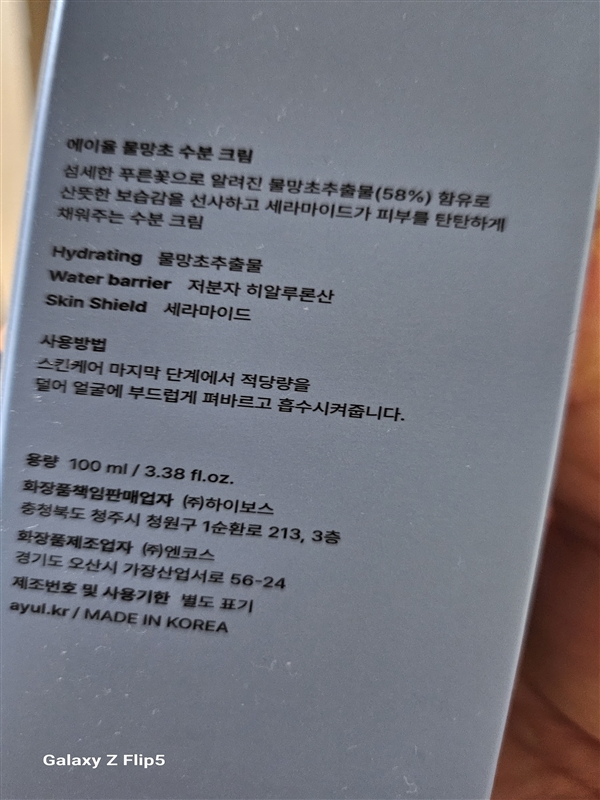 에이율 물망초 수분 크림
섬세한 푸른꽃으로 알려진 물망초추출물(58%) 함유로
산뜻한 보습감을 선사하고 세라마이드가 피부를 탄탄하게
채워주는 수분 크림
Hydrating 물망초추출물
Water barrier 저분자 히알루론산
Skin Shield 세라마이드
사용방법
스킨케어 마지막 단계에서 적당량을
덜어 얼굴에 부드럽게 펴바르고 흡수시켜줍니다.
용량 100 ml / 3.38 fl.oz.
화장품책임판매업자 ㈜하이보스
충청북도 청주시 청원구 1순환로 213, 3층
화장품제조업자 ㈜엔코스
경기도 오산시 가장산업서로 56-24
제조번호 및 사용기한 별도 표기
ayul.kr / MADE IN KOREA
Galaxy Z Flip5